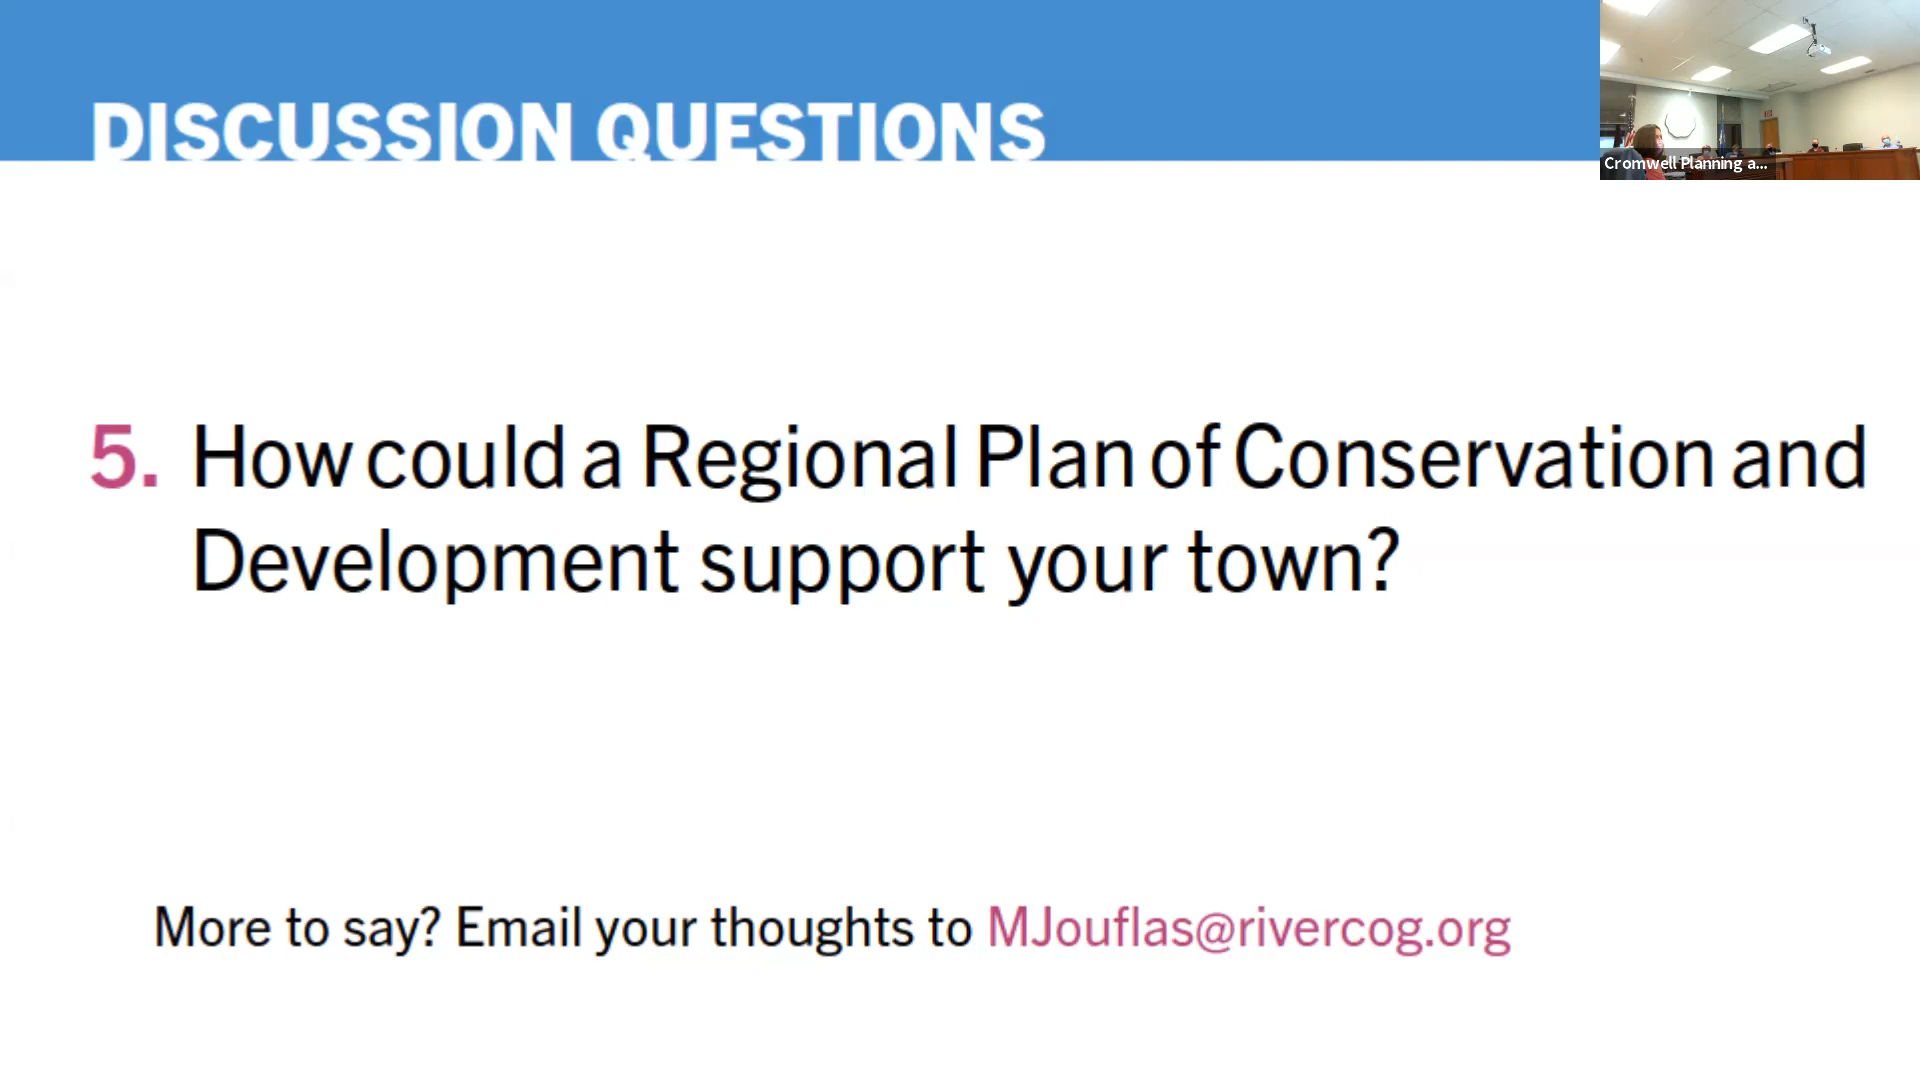 DISCUSSION QUESTIONS
Cromwell Planning a...
5. How could a Regional Plan of Conservation and
Development support your town?
More to say? Email your thoughts to MJouflas@rivercog.org